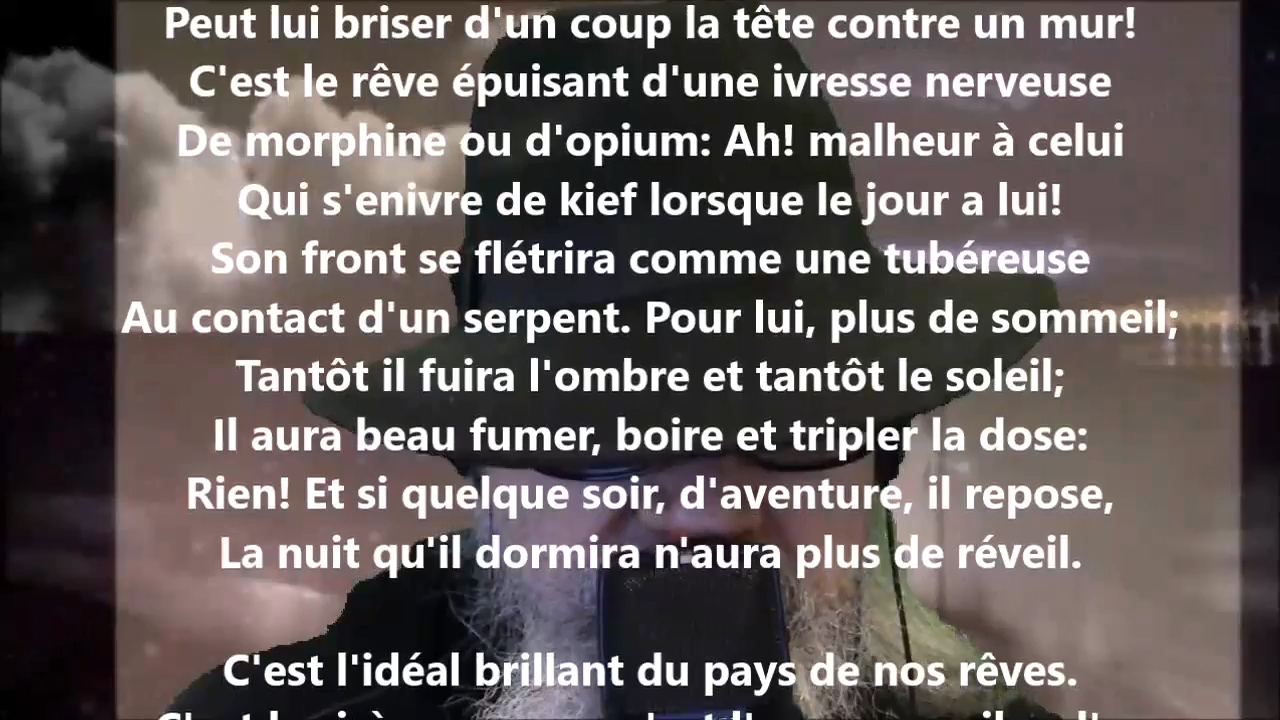 Peut lui briser d'un coup la tête contre un mur!
C'est le rêve épuisant d'une ivresse nerveuse
De morphine ou d'opium: Ah! malheur à celui
Qui s'enivre de kief lorsque le jour a lui!
Son front se flétrira comme une tubéreuse
Au contact d'un serpent. Pour lui, plus de sommeil;
Tantôt il fuira l'ombre et tantôt le soleil;
Il aura beau fumer, boire et tripler la dose:
Rien! Et si quelque soir, d'aventure, il repose,
La nuit qu'il dormira n'aura plus de réveil.
C'est l'idéal brillant du pays de nos rêves.